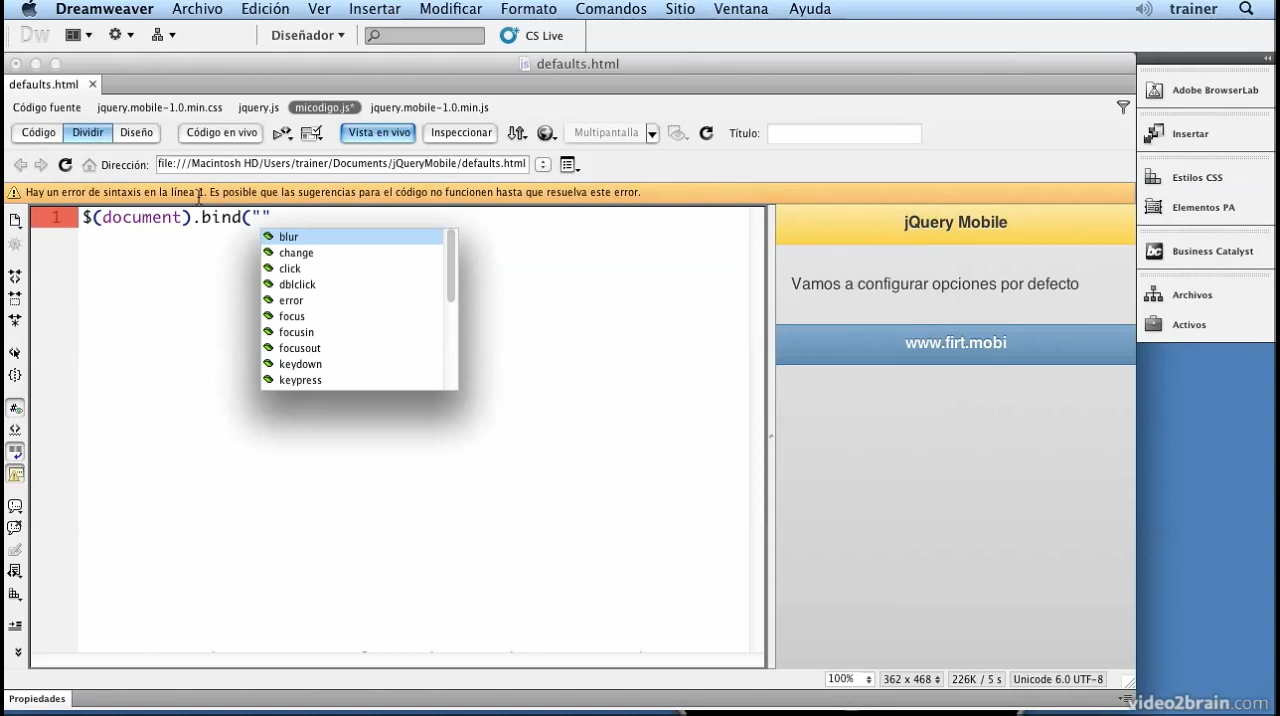 Dreamweaver Archivo Edición Ver Insertar Modificar Formato Comandos Sitio Ventana Ayuda trainer
Dw Diseñador CS Live
defaults.html
defaults.html
Código fuente jquery.mobile-1.0.min.css jquery.js micodigo.js* jquery.mobile-1.0.min.js
Código Dividir Diseño Código en vivo Vista en vivo Inspeccionar Multipantalla Título:
Dirección: file:///Macintosh HD/Users/trainer/Documents/jQueryMobile/defaults.html
Hay un error de sintaxis en la línea 1. Es posible que las sugerencias para el código no funcionen hasta que resuelva este error.
1 $(document).bind(""
blur
change
click
dblclick
error
focus
focusin
focusout
keydown
keypress
jQuery Mobile
Vamos a configurar opciones por defecto
www.firt.mobi
Adobe BrowserLab
Insertar
Estilos CSS
Elementos PA
Business Catalyst
Archivos
Activos
100% 362 x 468 226K / 5 s Unicode 6.0 UTF-8
Propiedades
video2brain.com